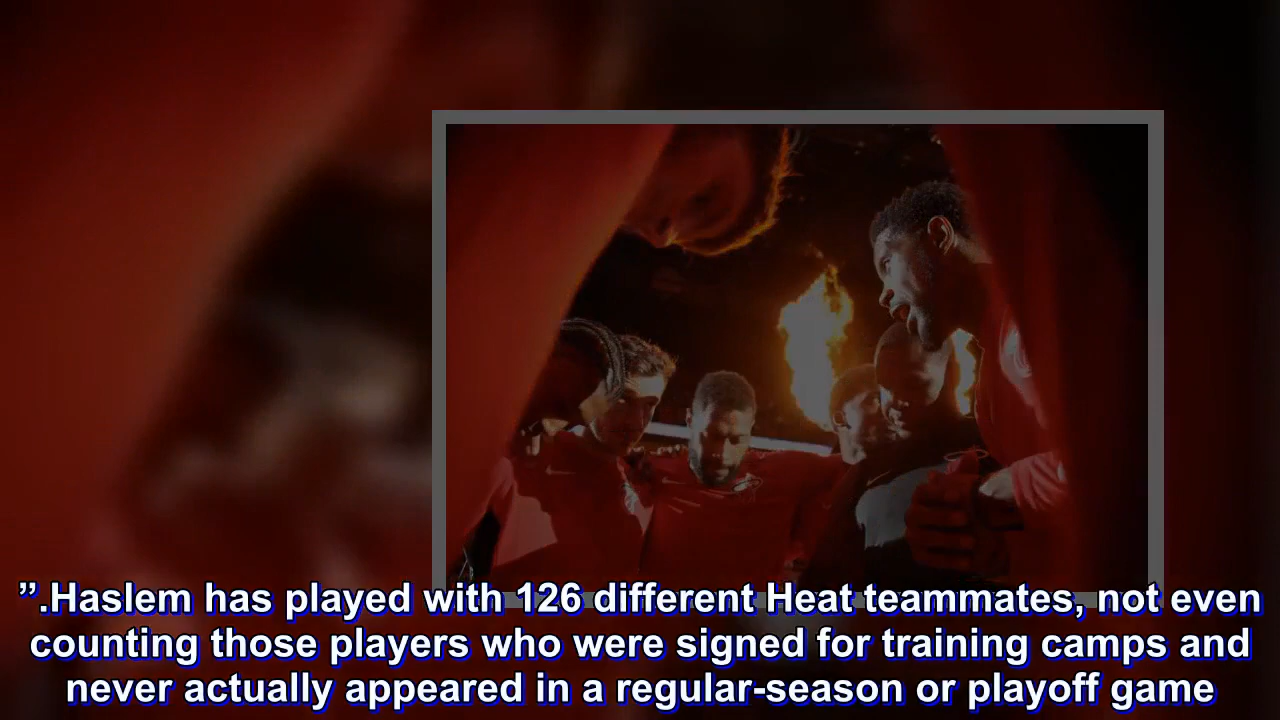 ”.Haslem has played with 126 different Heat teammates, not even
counting those players who were signed for training camps and
never actually appeared in a regular-season or playoff game